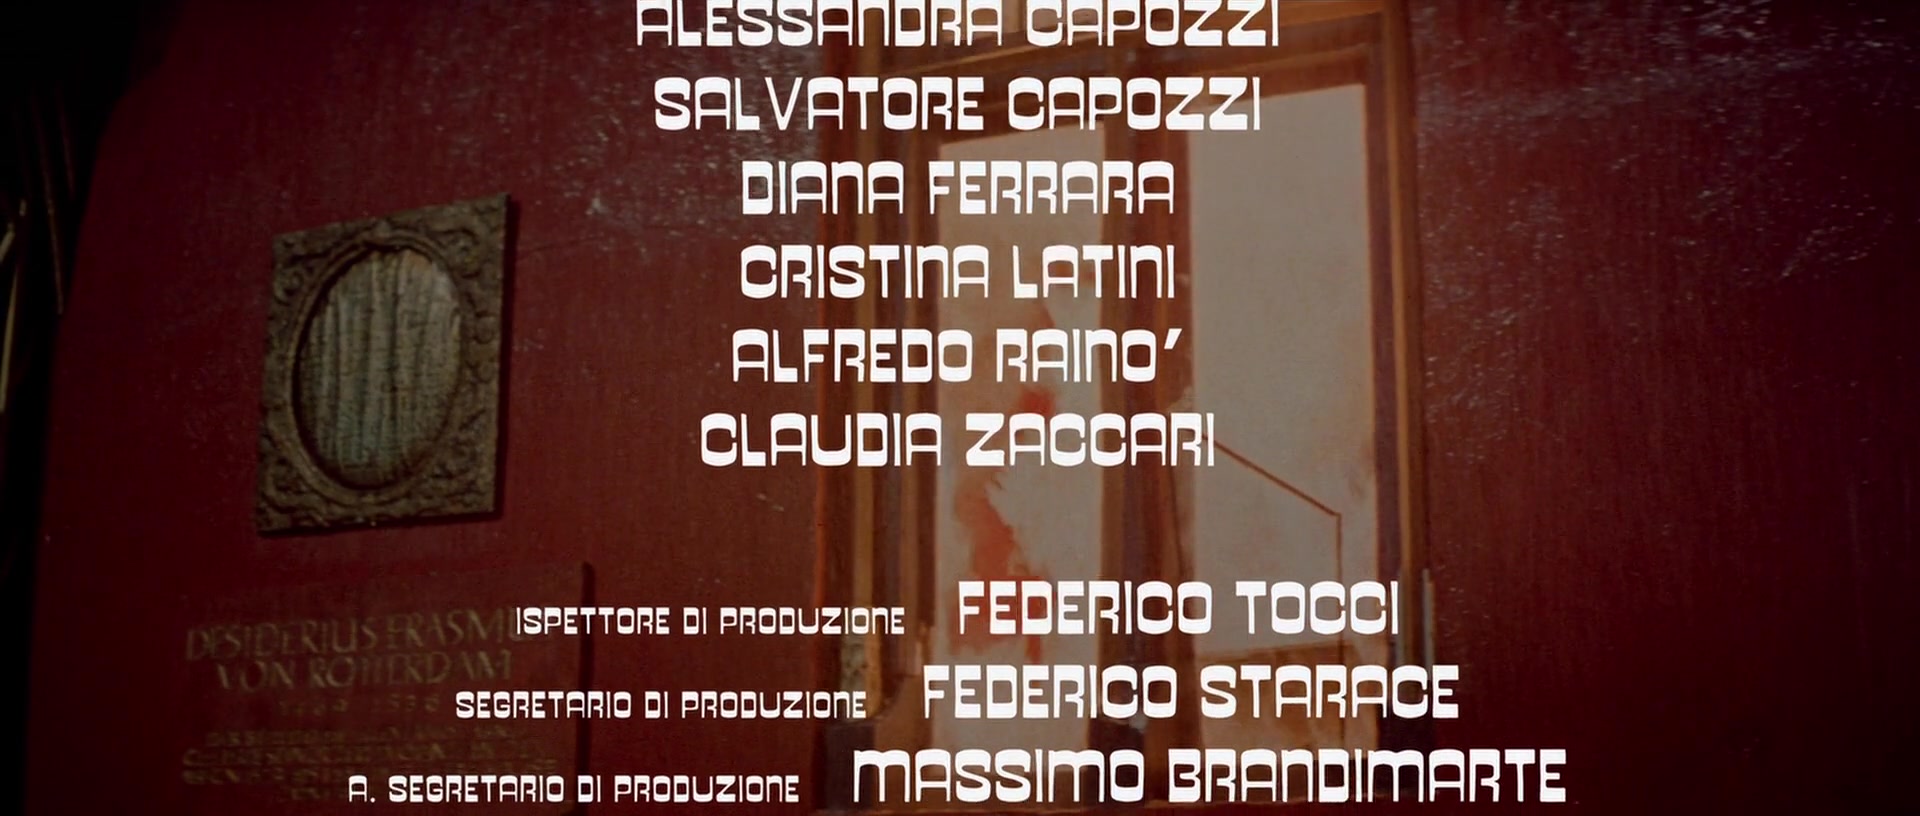 ALESSANDRA CAPOZZI
SALVATORE CAPOZZI
DIANA FERRARA
CRISTINA LATINI
ALFREDO RAINO'
CLAUDIA ZACCARI
ISPETTORE DI PRODUZIONE FEDERICO TOCCI
SEGRETARIO DI PRODUZIONE FEDERICO STARACE
A. SEGRETARIO DI PRODUZIONE MASSIMO BRANDIMARTE
DESIDERIUS
VON ROTTERDAM